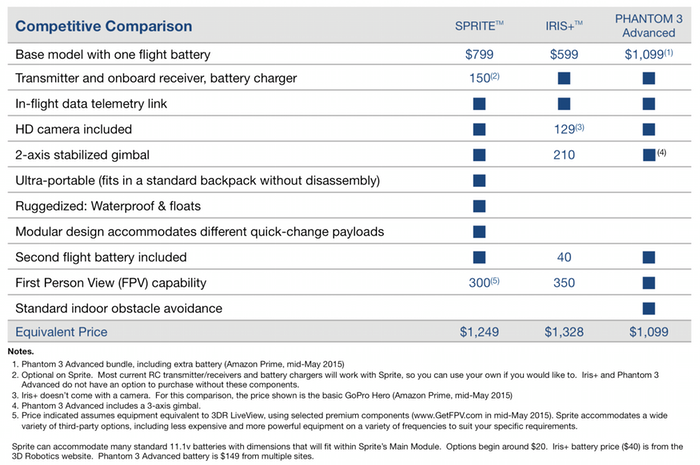 Competitive Comparison SPRITE™ IRIS+™ PHANTOM 3 Advanced
Base model with one flight battery $799 $599 $1,099(1)
Transmitter and onboard receiver, battery charger 150(2)
In-flight data telemetry link
HD camera included 129(3)
2-axis stabilized gimbal 210 (4)
Ultra-portable (fits in a standard backpack without disassembly)
Ruggedized: Waterproof & floats
Modular design accommodates different quick-change payloads
Second flight battery included 40
First Person View (FPV) capability 300(5) 350
Standard indoor obstacle avoidance
Equivalent Price $1,249 $1,328 $1,099
Notes.
1. Phantom 3 Advanced bundle, including extra battery (Amazon Prime, mid-May 2015)
2. Optional on Sprite. Most current RC transmitter/receivers and battery chargers will work with Sprite, so you can use your own if you would like to. Iris+ and Phantom 3
Advanced do not have an option to purchase without these components.
3. Iris+ doesn't come with a camera. For this comparison, the price shown is the basic GoPro Hero (Amazon Prime, mid-May 2015)
4. Phantom 3 Advanced includes a 3-axis gimbal.
5. Price indicated assumes equipment equivalent to 3DR LiveView, using selected premium components (www.GetFPV.com in mid-May 2015). Sprite accommodates a wide
variety of third-party options, including less expensive and more powerful equipment on a variety of frequencies to suit your specific requirements.
Sprite can accommodate many standard 11.1v batteries with dimensions that will fit within Sprite's Main Module. Options begin around $20. Iris+ battery price ($40) is from the
3D Robotics website. Phantom 3 Advanced battery is $149 from multiple sites.